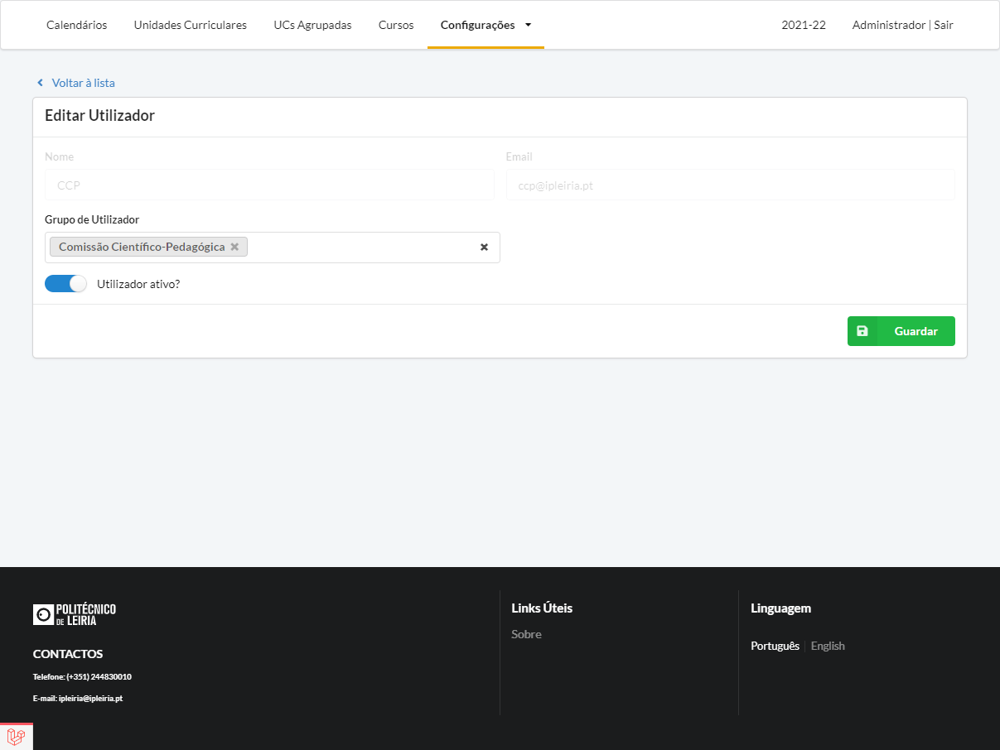 Calendários Unidades Curriculares UCs Agrupadas Cursos Configurações 2021-22 Administrador | Sair
Voltar à lista
Editar Utilizador
Nome Email
CCP ccp@ipleiria.pt
Grupo de Utilizador
Comissão Científico-Pedagógica
Utilizador ativo?
Guardar
POLITÉCNICO
DE LEIRIA
CONTACTOS
Telefone: (+351) 244830010
E-mail: ipleiria@ipleiria.pt
Links Úteis
Sobre
Linguagem
Português English